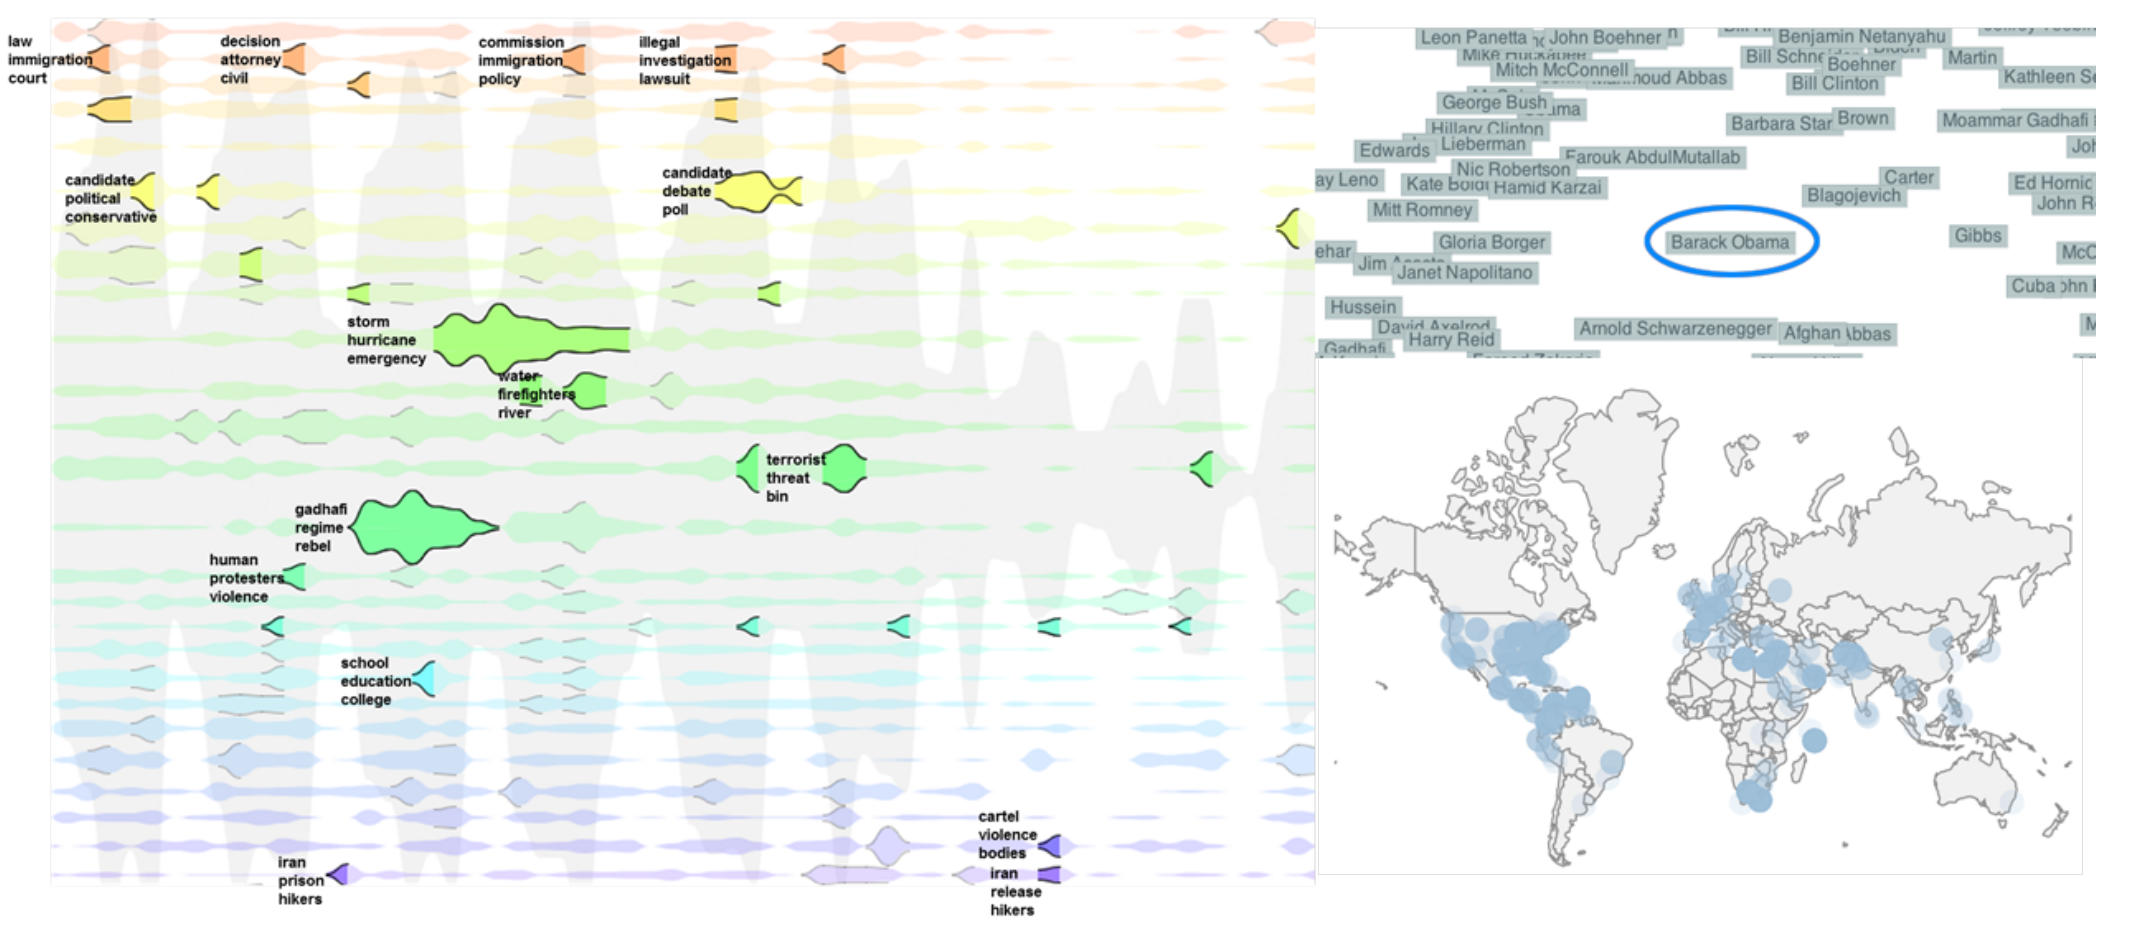 law
immigration
court
decision
attorney
civil
commission
immigration
policy
illegal
investigation
lawsuit
candidate
political
conservative
candidate
debate
poll
storm
hurricane
emergency
water
firefighters
river
terrorist
threat
bin
gadhafi
regime
rebel
human
protesters
violence
school
education
college
cartel
violence
bodies
iran
prison
hikers
iran
release
hikers
Leon Panetta
John Boehner
Benjamin Netanyahu
Mike Huckabee
Bill Schne
Boehner
Martin
Mitch McConnell
Mahmoud Abbas
Bill Clinton
Kathleen Se
George Bush
ama
Barbara Star
Brown
Moammar Gadhafi
Hillary Clinton
Edwards
Lieberman
Farouk AbdulMutallab
Joh
Nic Robertson
ay Leno
Kate Boldu
Hamid Karzai
Carter
Ed Hornic
Blagojevich
John R
Mitt Romney
Gloria Borger
Barack Obama
Gibbs
ehar
Jim
McC
Janet Napolitano
Cuba
ohn
Hussein
David Axelrod
Arnold Schwarzenegger
Afghan
Abbas
M
Harry Reid
Gadhafi